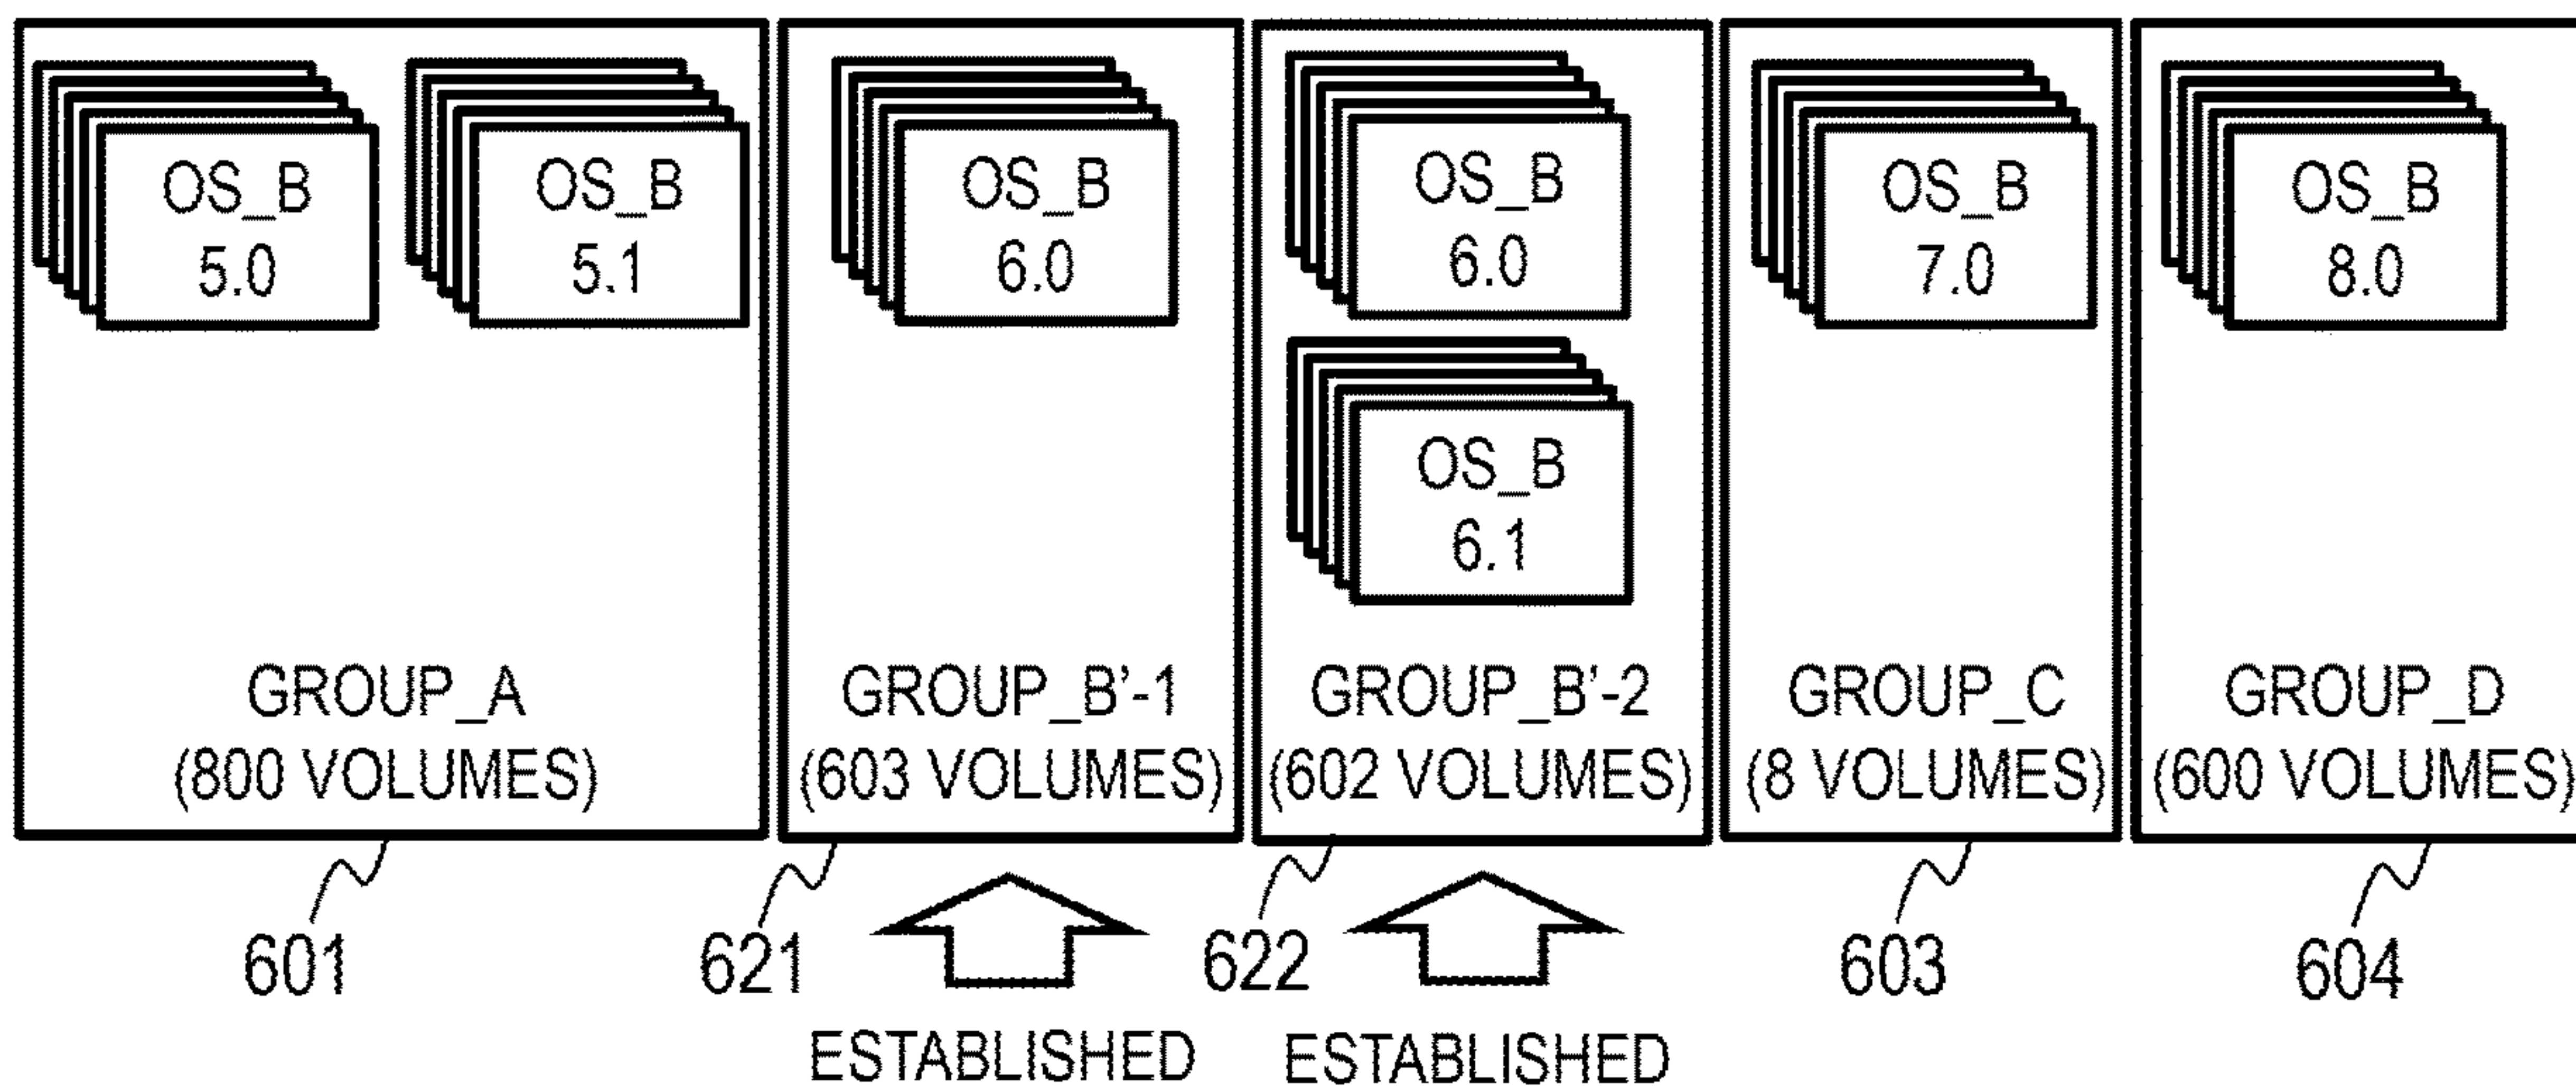 OS_B
5.0
OS_B
5.1
GROUP_A
(800 VOLUMES)
601
OS_B
6.0
GROUP_B'-1
(603 VOLUMES)
621
ESTABLISHED
OS_B
6.0
OS_B
6.1
GROUP_B'-2
(602 VOLUMES)
622
ESTABLISHED
OS_B
7.0
GROUP_C
(8 VOLUMES)
603
OS_B
8.0
GROUP_D
(600 VOLUMES)
604